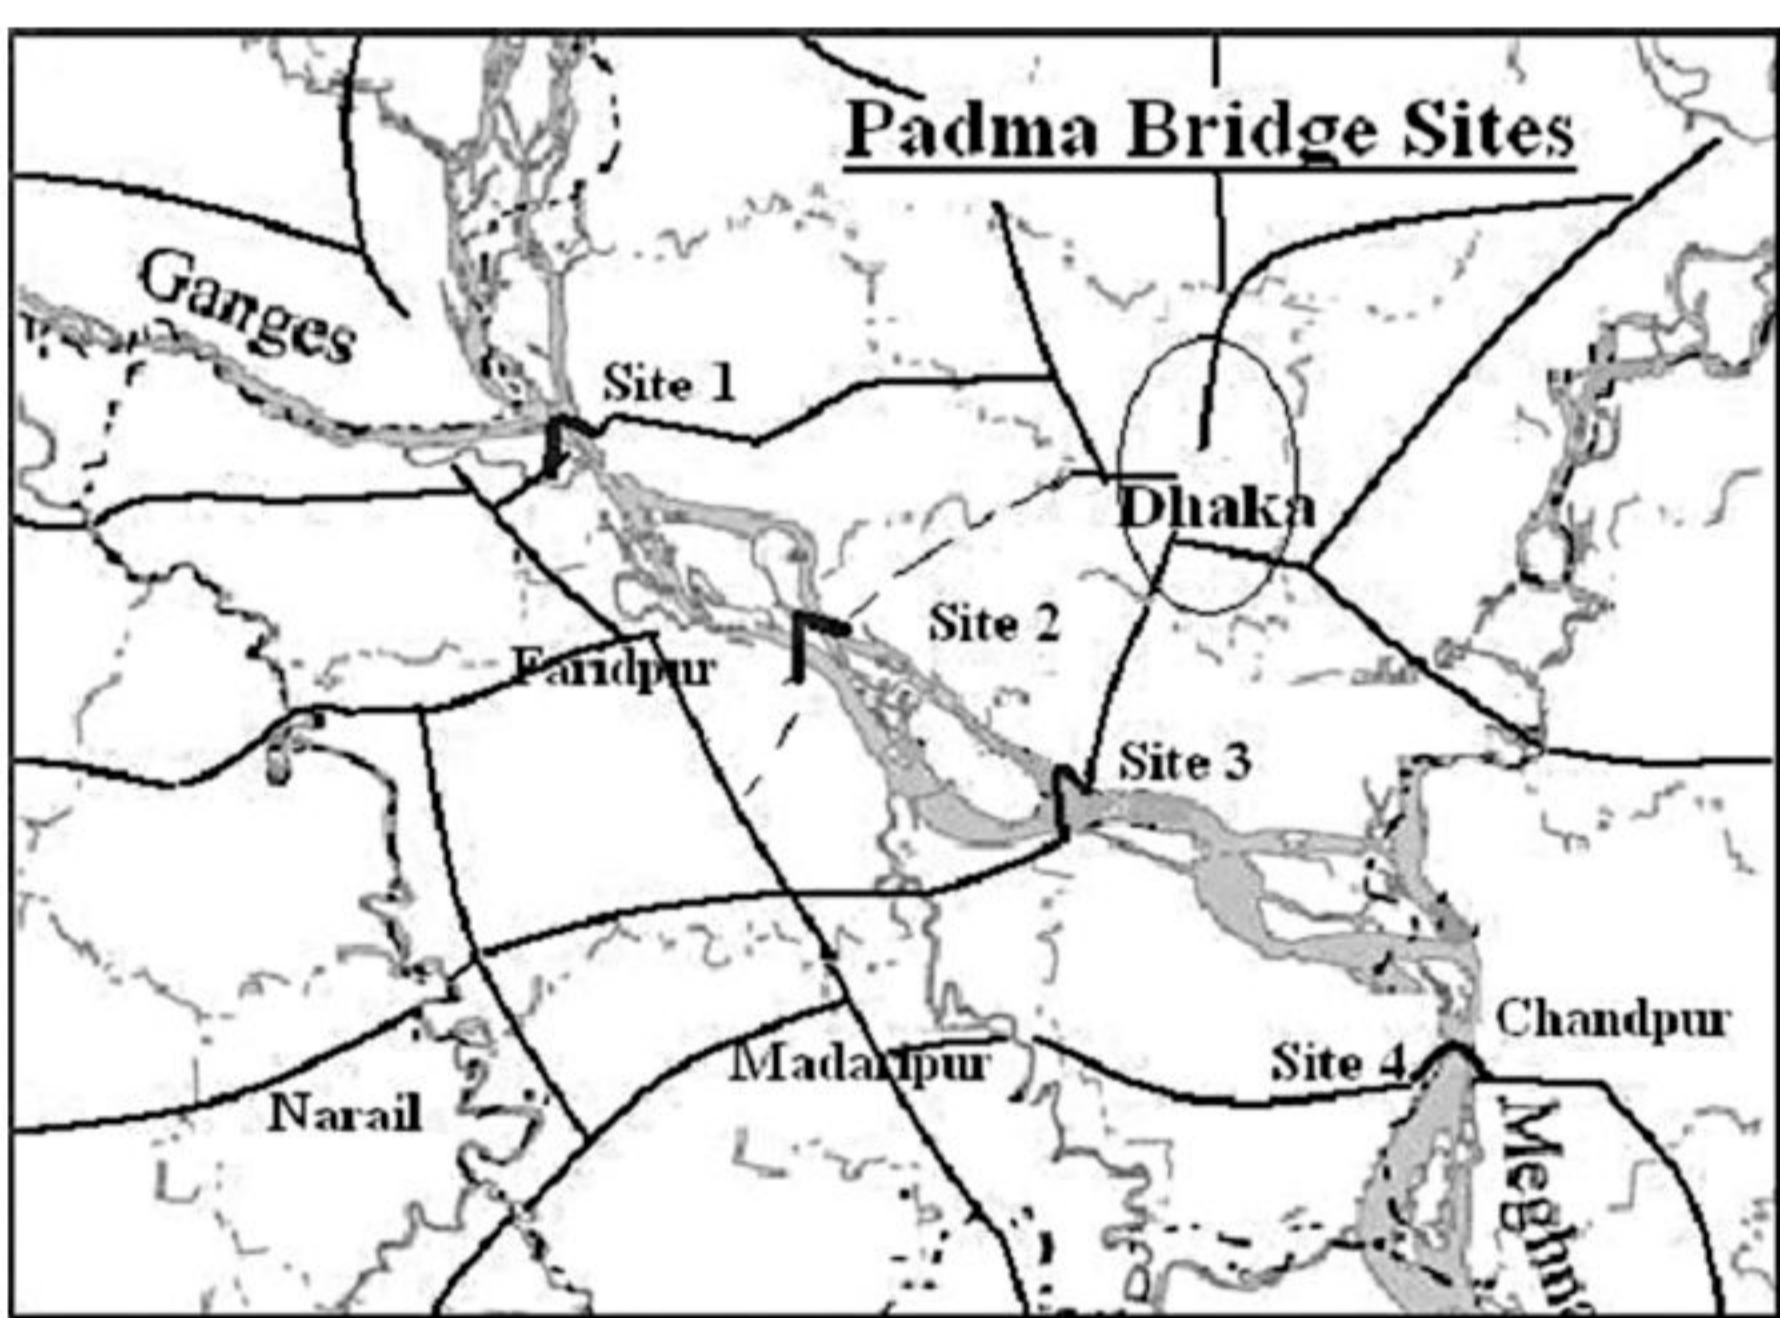 Padma Bridge Sites
Ganges
Site 1
Dhaka
Site 2
Faridpur
Site 3
Chandpur
Site 4
Madaripur
Narail
Meghna